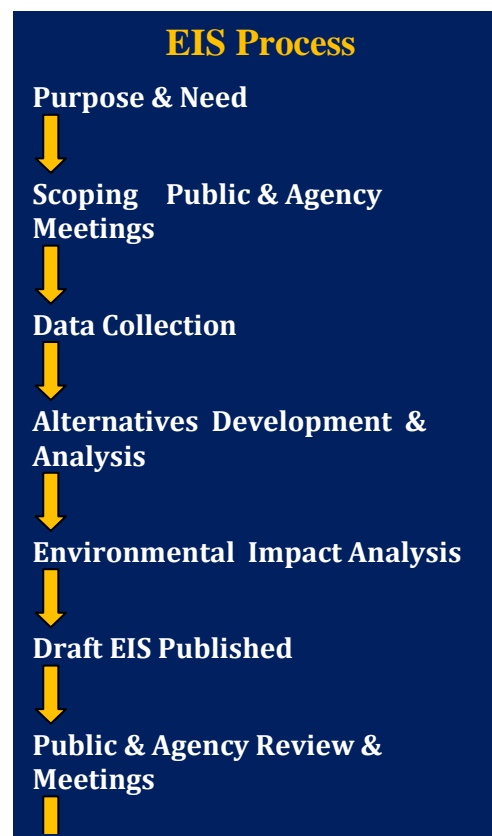 EIS Process
Purpose & Need
Scoping Public & Agency
Meetings
Data Collection
Alternatives Development &
Analysis
Environmental Impact Analysis
Draft EIS Published
Public & Agency Review &
Meetings